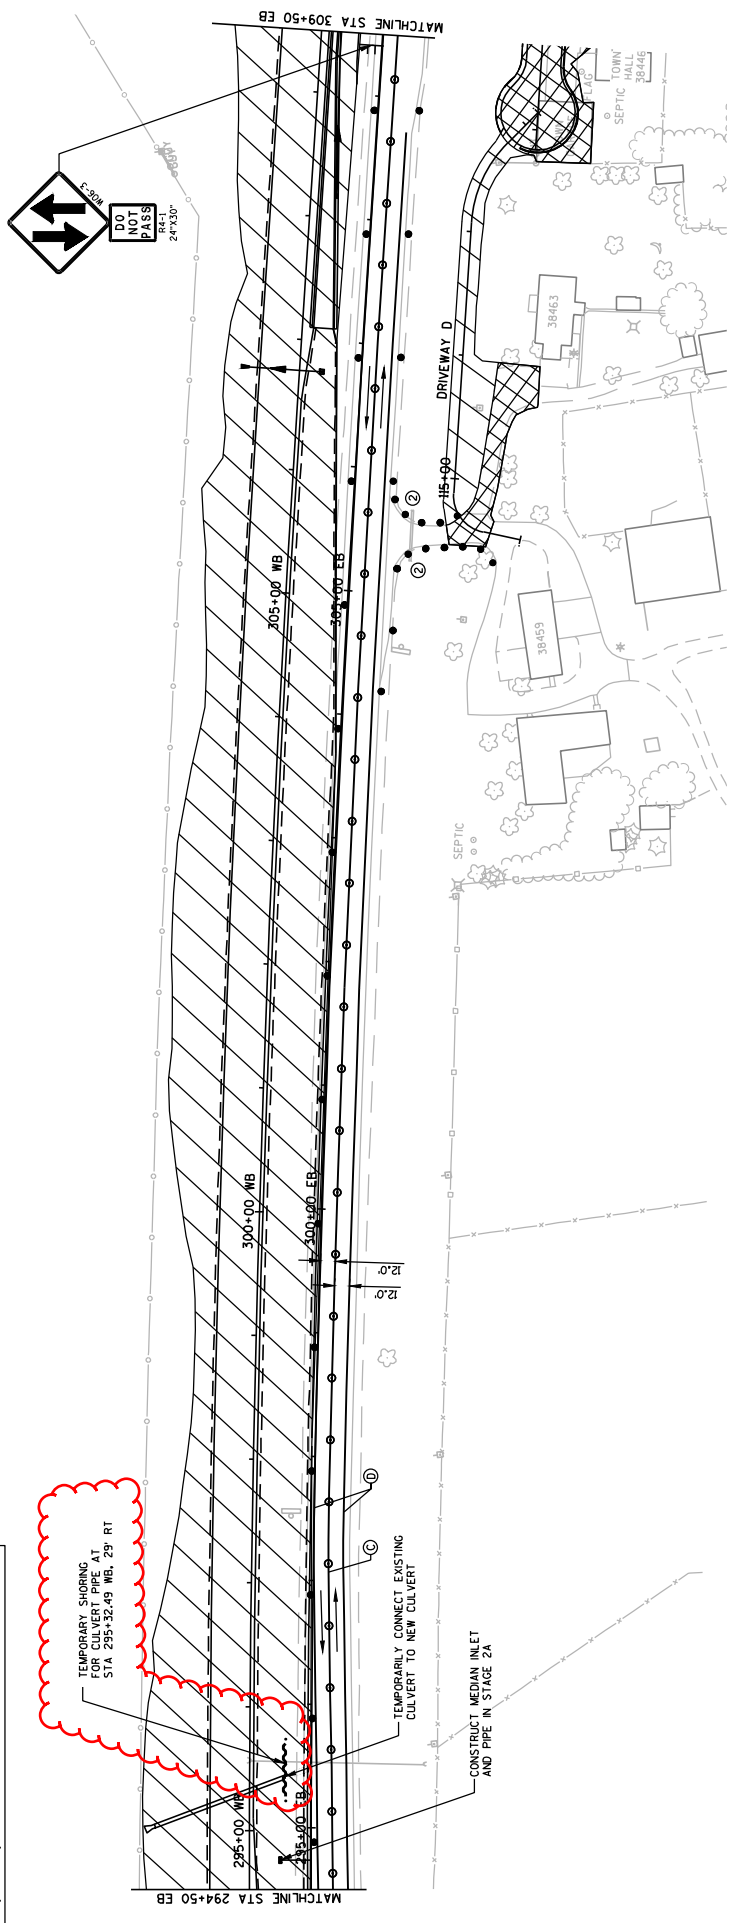 MATCHLINE STA 309+50 EB
W06-3
DO
NOT
PASS
R4-1
24"X30"
SEPTIC
TOWN
HALL
38446
38463
DRIVEWAY D
115+00
2
2
305+00 WB
305+00 EB
38459
SEPTIC
300+00 WB
300+00 EB
12.0'
12.0'
D
C
TEMPORARY SHORING
FOR CULVERT PIPE AT
STA 295+32.49 WB, 29' RT
TEMPORARILY CONNECT EXISTING
CULVERT TO NEW CULVERT
CONSTRUCT MEDIAN INLET
AND PIPE IN STAGE 2A
295+00 WB
295+00 EB
MATCHLINE STA 294+50 EB